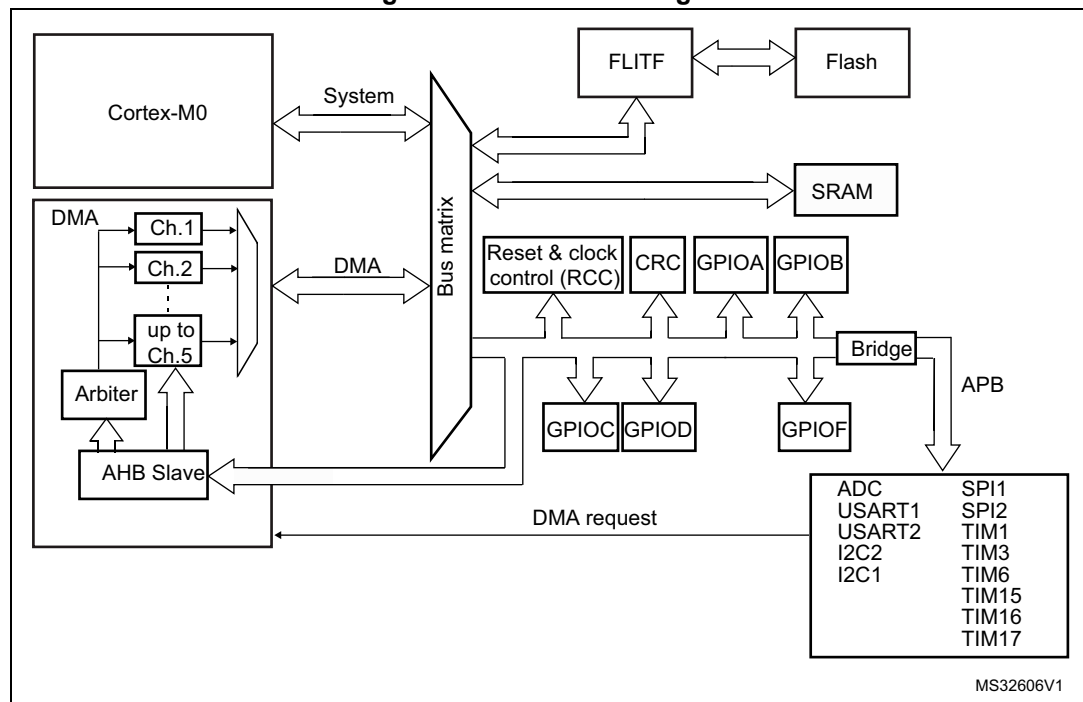 FLITF
Flash
Cortex-M0
System
SRAM
DMA
Ch.1
Ch.2
up to
Ch.5
Arbiter
AHB Slave
DMA
Bus matrix
Reset & clock
control (RCC)
CRC
GPIOA
GPIOB
Bridge
APB
GPIOC
GPIOD
GPIOF
DMA request
ADC
USART1
USART2
I2C2
I2C1
SPI1
SPI2
TIM1
TIM3
TIM6
TIM15
TIM16
TIM17
MS32606V1